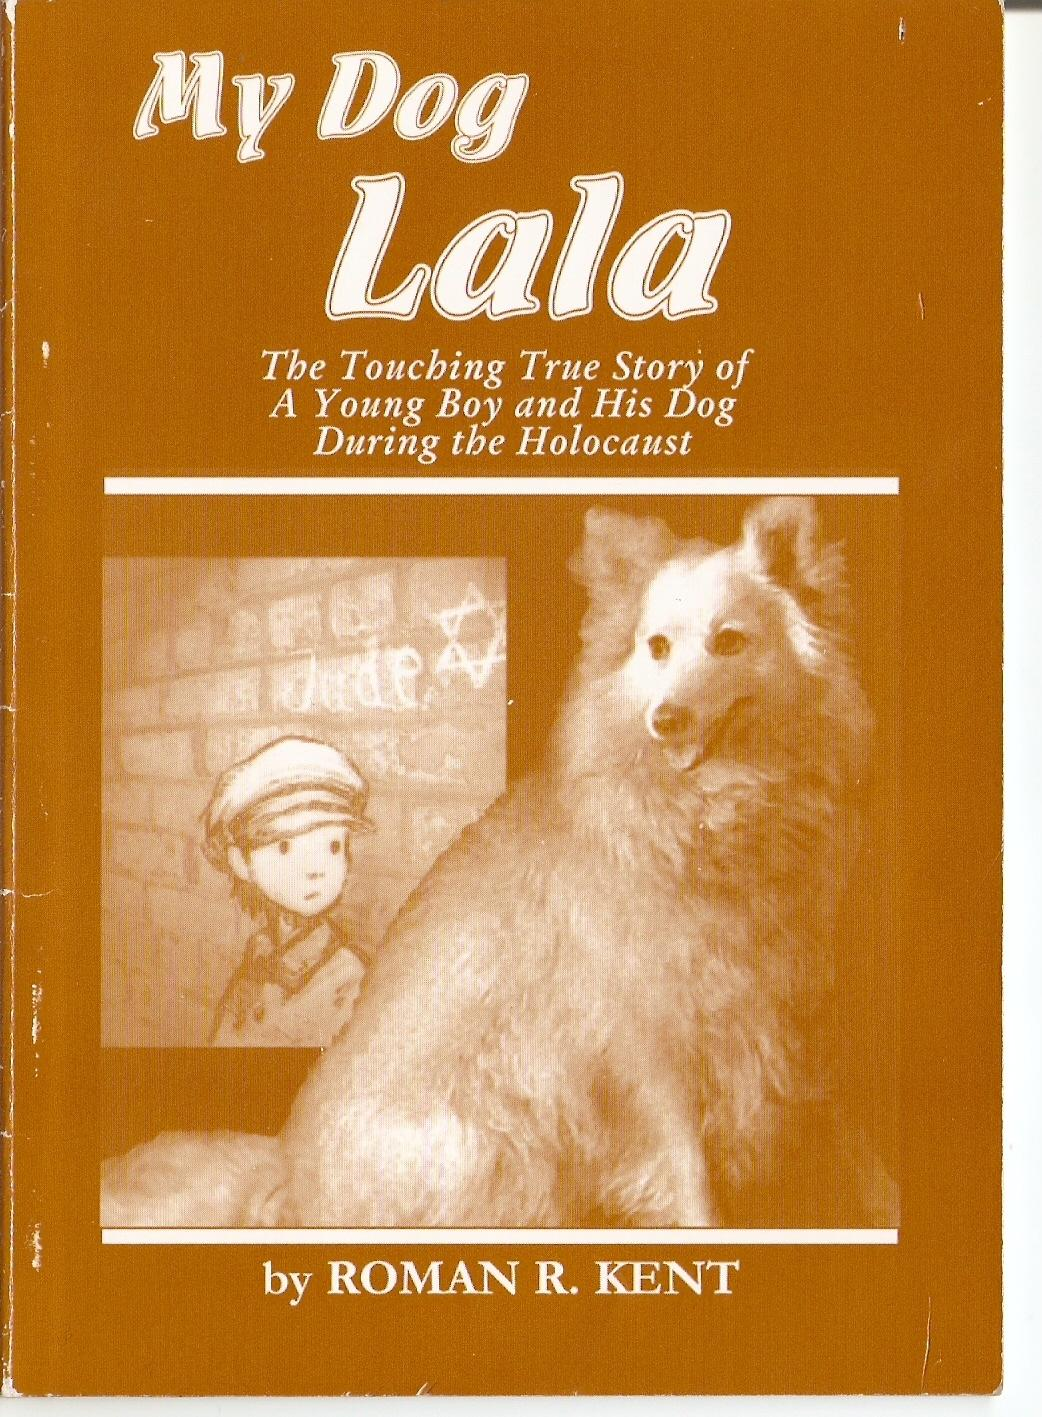 My Dog
Lala
The Touching True Story of
A Young Boy and His Dog
During the Holocaust
Jude
by ROMAN R. KENT